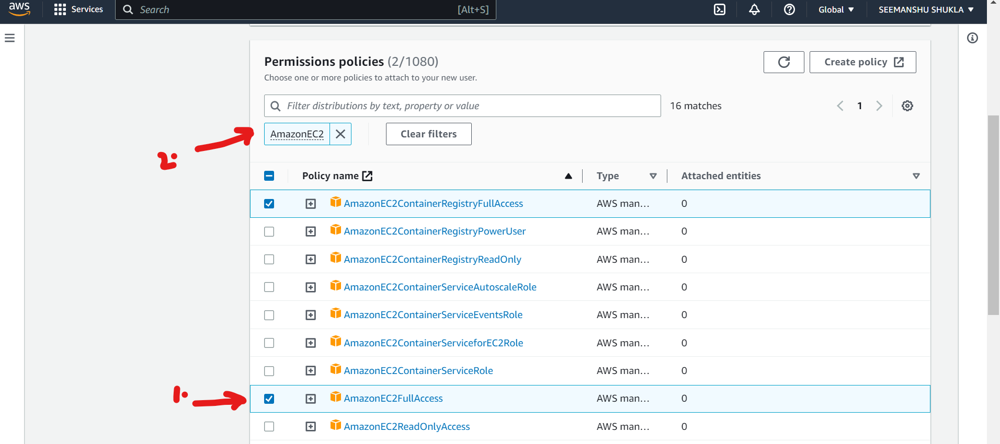 aws Services Search [Alt+S] Global SEEMANSHU SHUKLA
Permissions policies (2/1080)
Create policy
Choose one or more policies to attach to your new user.
Filter distributions by text, property or value 16 matches 1
AmazonEC2 Clear filters
2.
Policy name Type Attached entities
AmazonEC2ContainerRegistryFullAccess AWS man… 0
AmazonEC2ContainerRegistryPowerUser AWS man… 0
AmazonEC2ContainerRegistryReadOnly AWS man… 0
AmazonEC2ContainerServiceAutoscaleRole AWS man… 0
AmazonEC2ContainerServiceEventsRole AWS man… 0
AmazonEC2ContainerServiceforEC2Role AWS man… 0
AmazonEC2ContainerServiceRole AWS man… 0
1.
AmazonEC2FullAccess AWS man… 0
AmazonEC2ReadOnlyAccess AWS man… 0